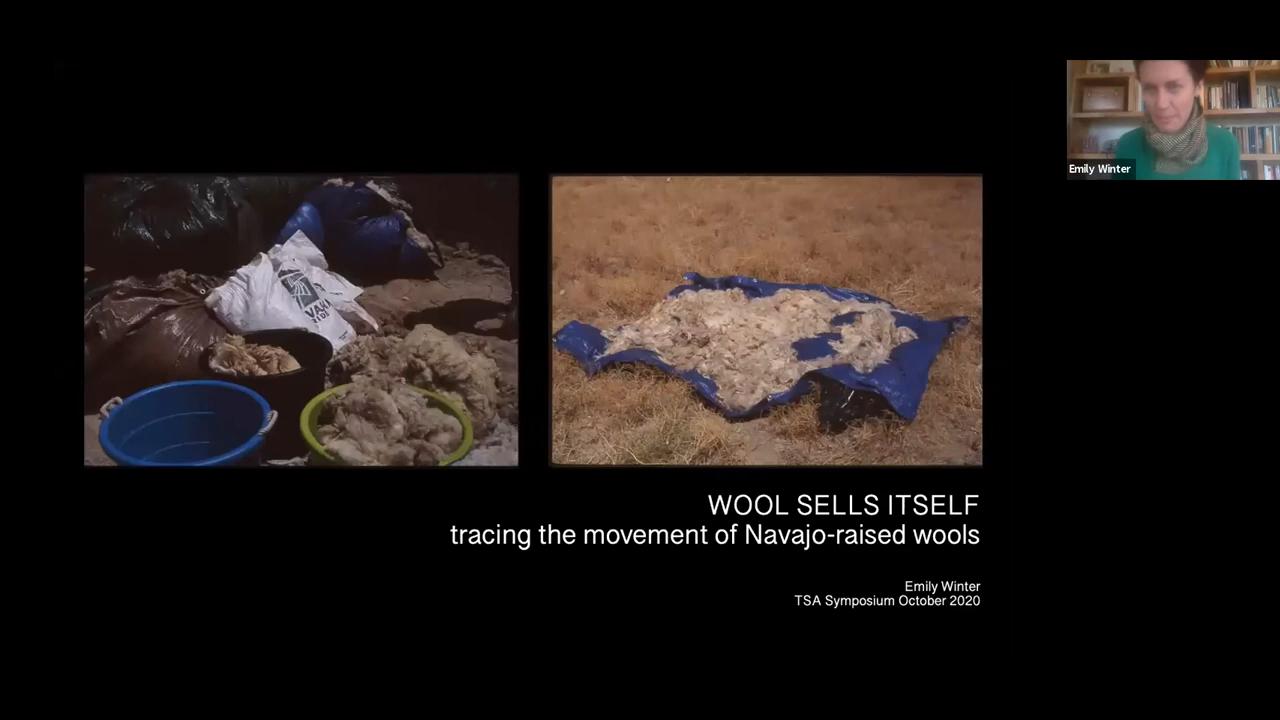 Emily Winter
WOOL SELLS ITSELF
tracing the movement of Navajo-raised wools
Emily Winter
TSA Symposium October 2020